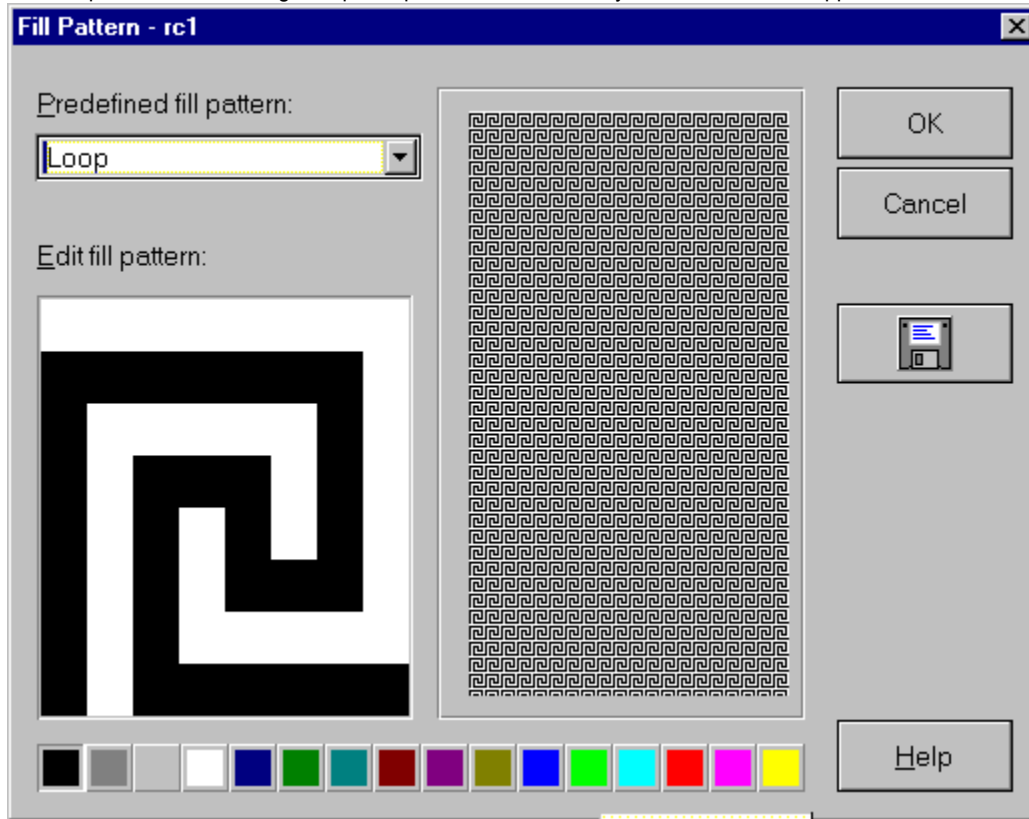 Fill Pattern - rc1
Predefined fill pattern:
Loop
Edit fill pattern:
OK
Cancel
Help